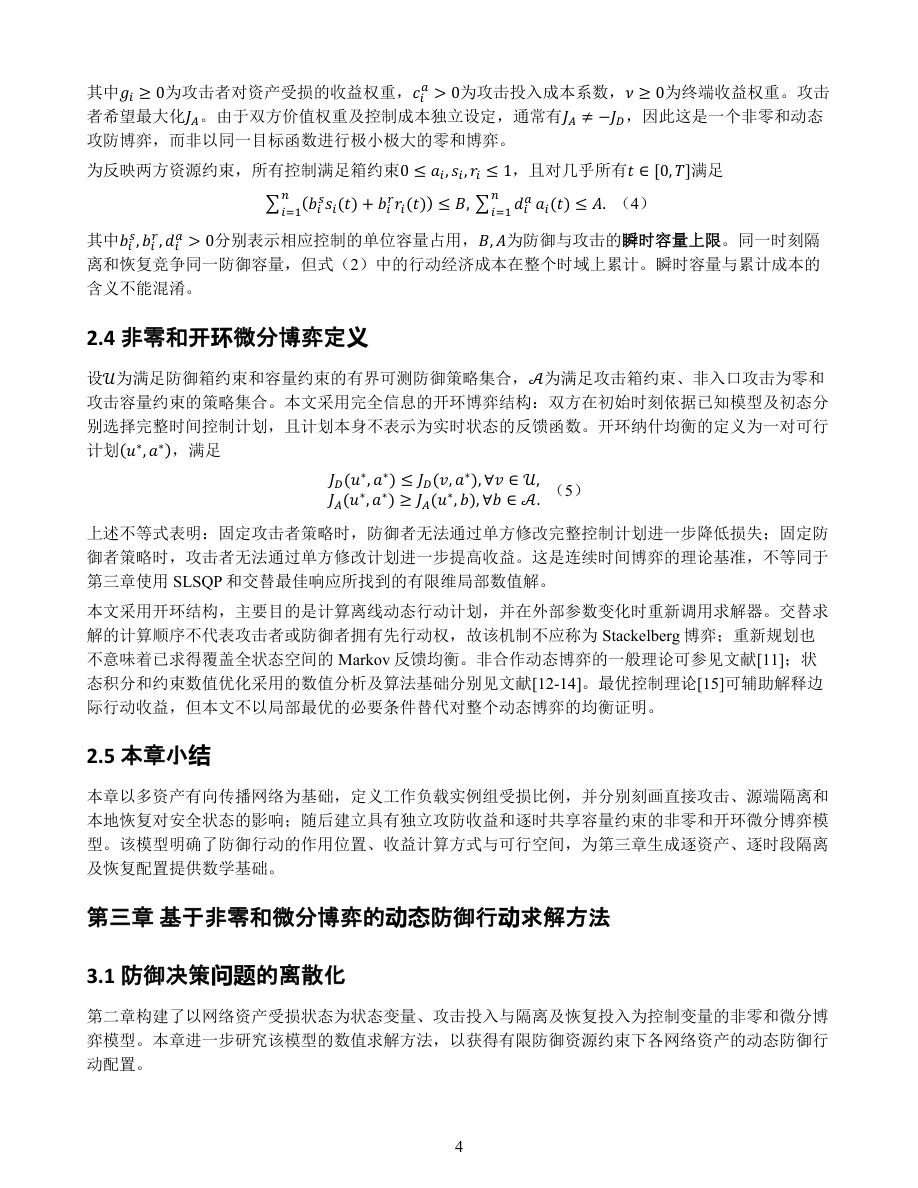 其中gᵢ ≥ 0为攻击者对资产受损的收益权重，cᵢᵃ > 0为攻击投入成本系数，ν ≥ 0为终端收益权重。攻击
者希望最大化J_A。由于双方价值权重及控制成本独立设定，通常有J_A ≠ −J_D，因此这是一个非零和动态
攻防博弈，而非以同一目标函数进行极小极大的零和博弈。
为反映两方资源约束，所有控制满足箱约束0 ≤ aᵢ, sᵢ, rᵢ ≤ 1，且对几乎所有t ∈ [0, T]满足
∑ᵢ₌₁ⁿ(bᵢˢsᵢ(t) + bᵢʳrᵢ(t)) ≤ B, ∑ᵢ₌₁ⁿ dᵢᵃ aᵢ(t) ≤ A. （4）
其中bᵢˢ, bᵢʳ, dᵢᵃ > 0分别表示相应控制的单位容量占用，B, A为防御与攻击的瞬时容量上限。同一时刻隔
离和恢复竞争同一防御容量，但式（2）中的行动经济成本在整个时域上累计。瞬时容量与累计成本的
含义不能混淆。
2.4 非零和开环微分博弈定义
设𝒰为满足防御箱约束和容量约束的有界可测防御策略集合，𝒜为满足攻击箱约束、非入口攻击为零和
攻击容量约束的策略集合。本文采用完全信息的开环博弈结构：双方在初始时刻依据已知模型及初态分
别选择完整时间控制计划，且计划本身不表示为实时状态的反馈函数。开环纳什均衡的定义为一对可行
计划(u*, a*)，满足
J_D(u*, a*) ≤ J_D(v, a*), ∀v ∈ 𝒰,
J_A(u*, a*) ≥ J_A(u*, b), ∀b ∈ 𝒜. （5）
上述不等式表明：固定攻击者策略时，防御者无法通过单方修改完整控制计划进一步降低损失；固定防
御者策略时，攻击者无法通过单方修改计划进一步提高收益。这是连续时间博弈的理论基准，不等同于
第三章使用 SLSQP 和交替最佳响应所找到的有限维局部数值解。
本文采用开环结构，主要目的是计算离线动态行动计划，并在外部参数变化时重新调用求解器。交替求
解的计算顺序不代表攻击者或防御者拥有先行动权，故该机制不应称为 Stackelberg 博弈；重新规划也
不意味着已求得覆盖全状态空间的 Markov 反馈均衡。非合作动态博弈的一般理论可参见文献[11]；状
态积分和约束数值优化采用的数值分析及算法基础分别见文献[12-14]。最优控制理论[15]可辅助解释边
际行动收益，但本文不以局部最优的必要条件替代对整个动态博弈的均衡证明。
2.5 本章小结
本章以多资产有向传播网络为基础，定义工作负载实例组受损比例，并分别刻画直接攻击、源端隔离和
本地恢复对安全状态的影响；随后建立具有独立攻防收益和逐时共享容量约束的非零和开环微分博弈模
型。该模型明确了防御行动的作用位置、收益计算方式与可行空间，为第三章生成逐资产、逐时段隔离
及恢复配置提供数学基础。
第三章 基于非零和微分博弈的动态防御行动求解方法
3.1 防御决策问题的离散化
第二章构建了以网络资产受损状态为状态变量、攻击投入与隔离及恢复投入为控制变量的非零和微分博
弈模型。本章进一步研究该模型的数值求解方法，以获得有限防御资源约束下各网络资产的动态防御行
动配置。
4